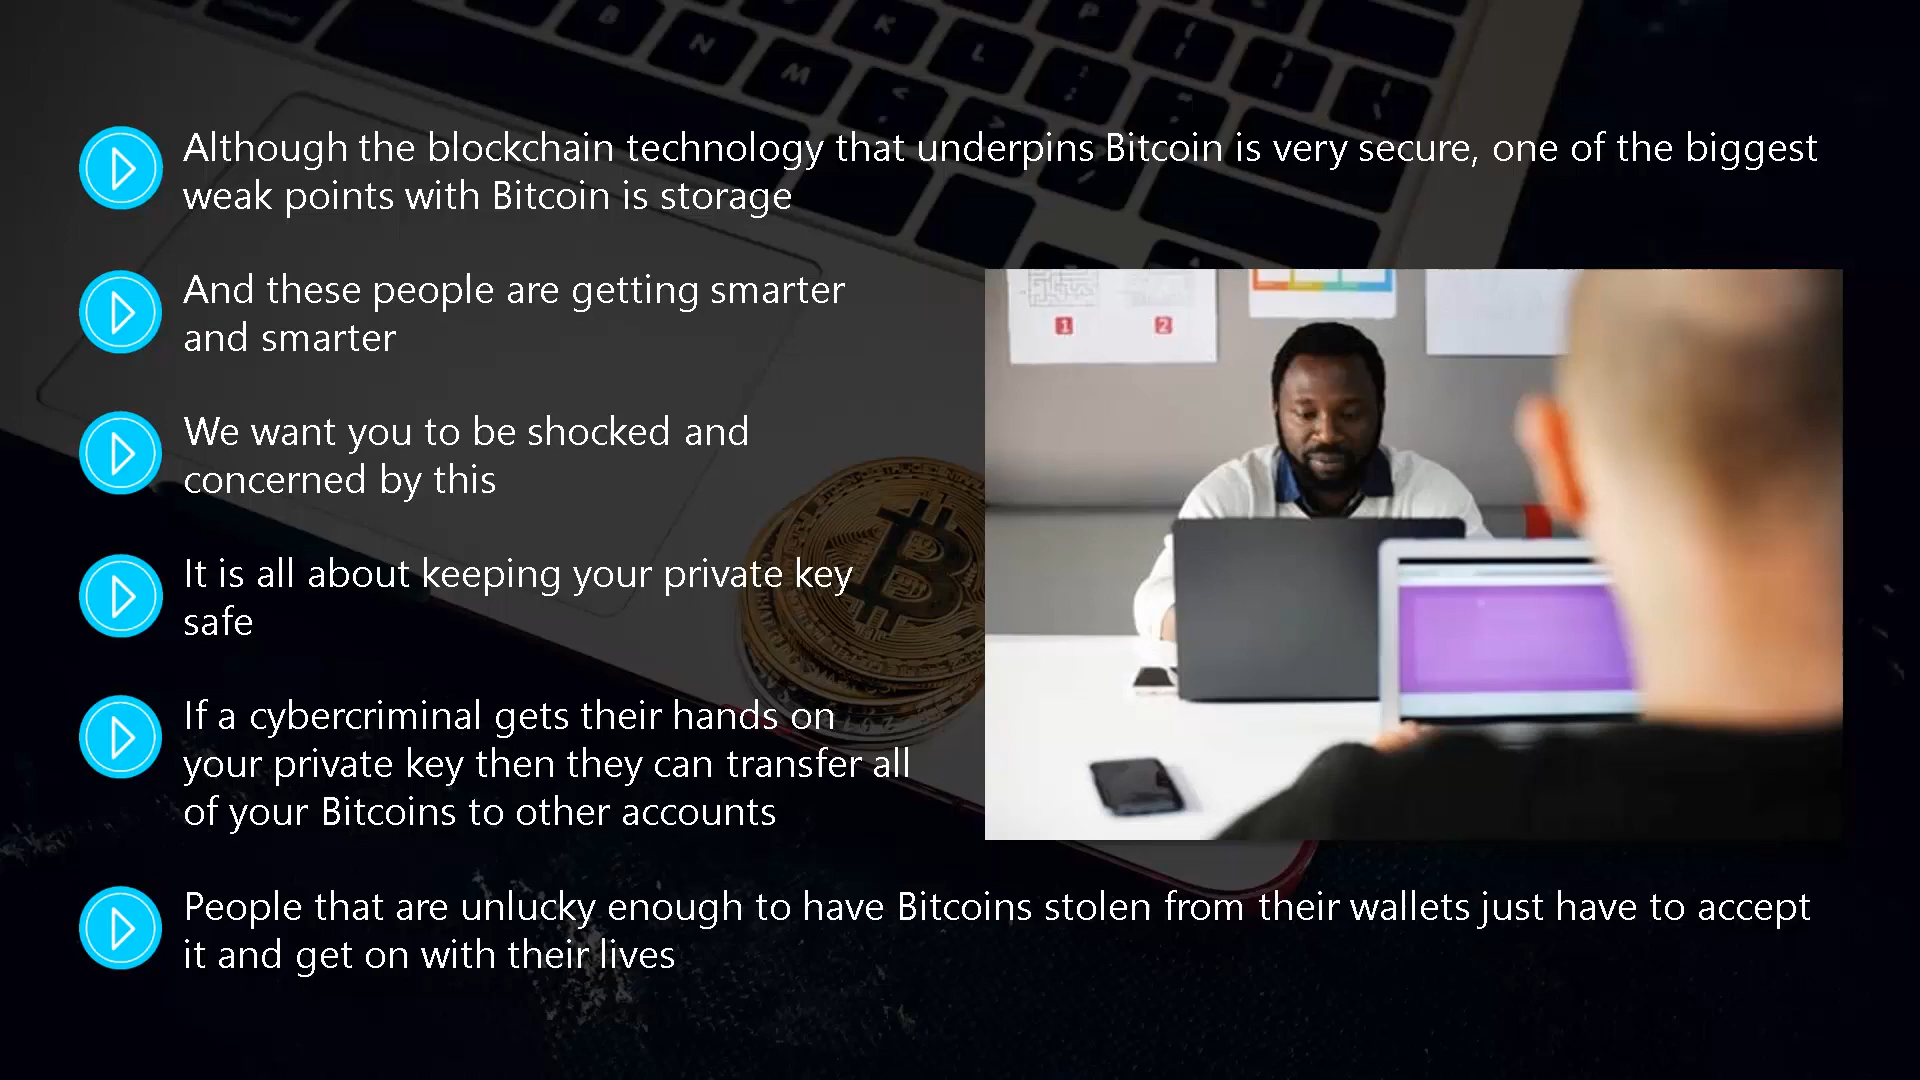 Although the blockchain technology that underpins Bitcoin is very secure, one of the biggest
weak points with Bitcoin is storage
And these people are getting smarter
and smarter
We want you to be shocked and
concerned by this
It is all about keeping your private key
safe
If a cybercriminal gets their hands on
your private key then they can transfer all
of your Bitcoins to other accounts
People that are unlucky enough to have Bitcoins stolen from their wallets just have to accept
it and get on with their lives
B
N
M
K
L
P
1
2